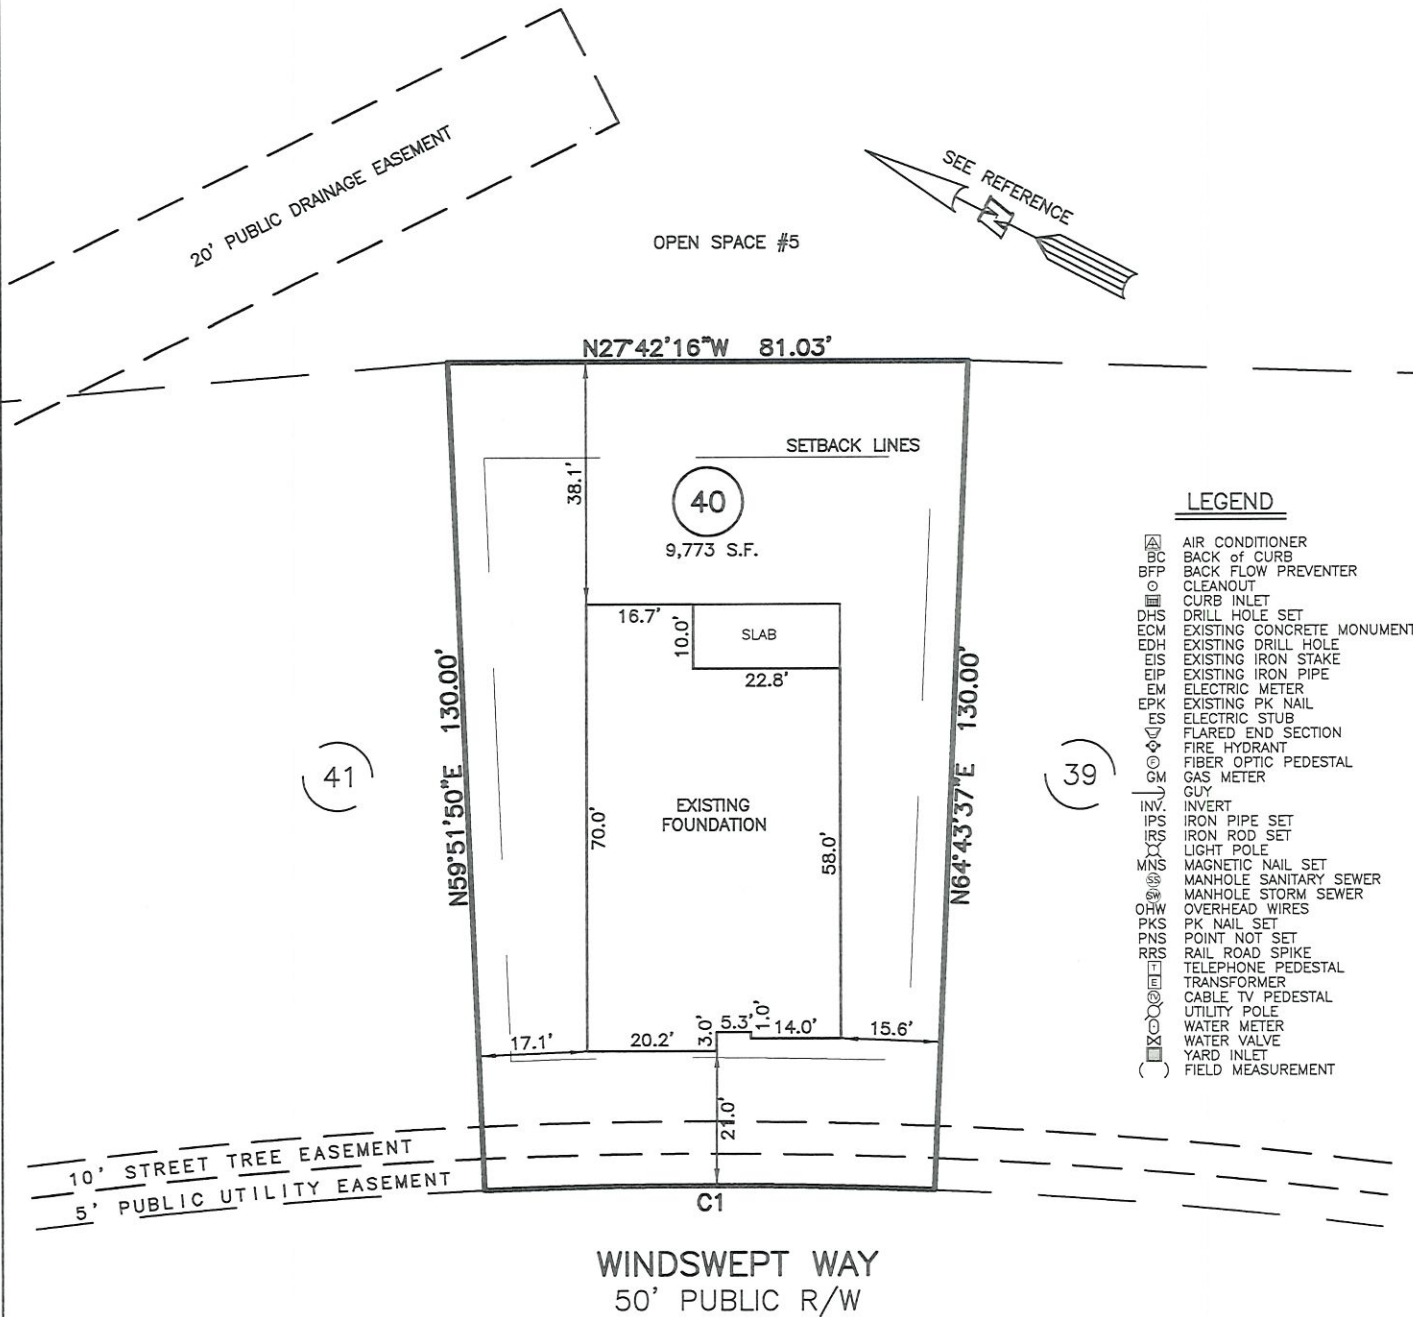 20' PUBLIC DRAINAGE EASEMENT
SEE REFERENCE
N
OPEN SPACE #5
N27°42'16"W 81.03'
SETBACK LINES
38.1'
40
9,773 S.F.
16.7'
10.0'
SLAB
22.8'
N59°51'50"E 130.00'
N64°43'37"E 130.00'
41
39
EXISTING
FOUNDATION
70.0'
58.0'
17.1'
20.2'
3.0'
5.3'
1.0'
14.0'
15.6'
21.0'
10' STREET TREE EASEMENT
5' PUBLIC UTILITY EASEMENT
C1
WINDSWEPT WAY
50' PUBLIC R/W
LEGEND
A AIR CONDITIONER
BC BACK of CURB
BFP BACK FLOW PREVENTER
CLEANOUT
CURB INLET
DHS DRILL HOLE SET
ECM EXISTING CONCRETE MONUMENT
EDH EXISTING DRILL HOLE
EIS EXISTING IRON STAKE
EIP EXISTING IRON PIPE
EM ELECTRIC METER
EPK EXISTING PK NAIL
ES ELECTRIC STUB
FLARED END SECTION
FIRE HYDRANT
F FIBER OPTIC PEDESTAL
GM GAS METER
GUY
INV. INVERT
IPS IRON PIPE SET
IRS IRON ROD SET
LIGHT POLE
MNS MAGNETIC NAIL SET
SS MANHOLE SANITARY SEWER
SW MANHOLE STORM SEWER
OHW OVERHEAD WIRES
PKS PK NAIL SET
PNS POINT NOT SET
RRS RAIL ROAD SPIKE
T TELEPHONE PEDESTAL
E TRANSFORMER
TV CABLE TV PEDESTAL
UTILITY POLE
WATER METER
WATER VALVE
YARD INLET
( ) FIELD MEASUREMENT